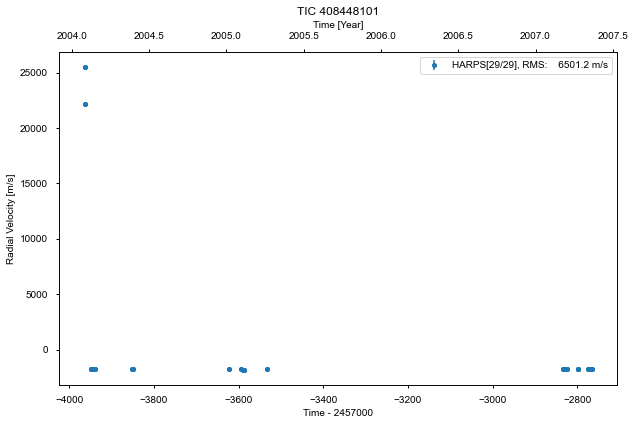 TIC 408448101
Time [Year]
2004.0 2004.5 2005.0 2005.5 2006.0 2006.5 2007.0 2007.5
HARPS[29/29], RMS: 6501.2 m/s
25000
20000
15000
10000
5000
0
Radial Velocity [m/s]
−4000 −3800 −3600 −3400 −3200 −3000 −2800
Time - 2457000